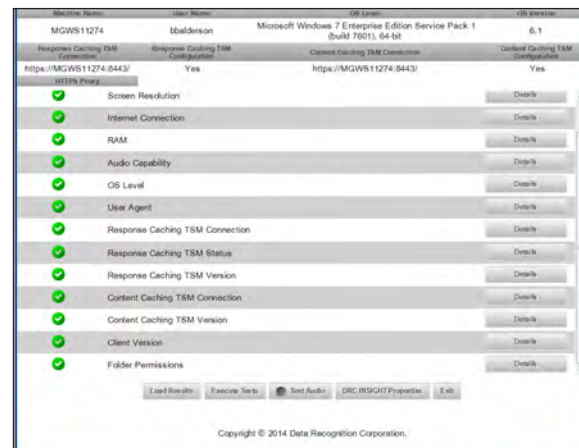 Machine Name User Name OS Level OS Version
MGWS11274 bbalderson Microsoft Windows 7 Enterprise Edition Service Pack 1 (build 7601), 64-bit 6.1
Response Caching TSM Connection Response Caching TSM Configuration Content Caching TSM Connection Content Caching TSM Configuration
https://MGWS11274:8443/ Yes https://MGWS11274:8443/ Yes
HTTPS Proxy
Screen Resolution Details
Internet Connection Details
RAM Details
Audio Capability Details
OS Level Details
User Agent Details
Response Caching TSM Connection Details
Response Caching TSM Status Details
Response Caching TSM Version Details
Content Caching TSM Connection Details
Content Caching TSM Version Details
Client Version Details
Folder Permissions Details
Load Results Execute Tests Test Audio DRC INSIGHT Properties Exit
Copyright © 2014 Data Recognition Corporation.